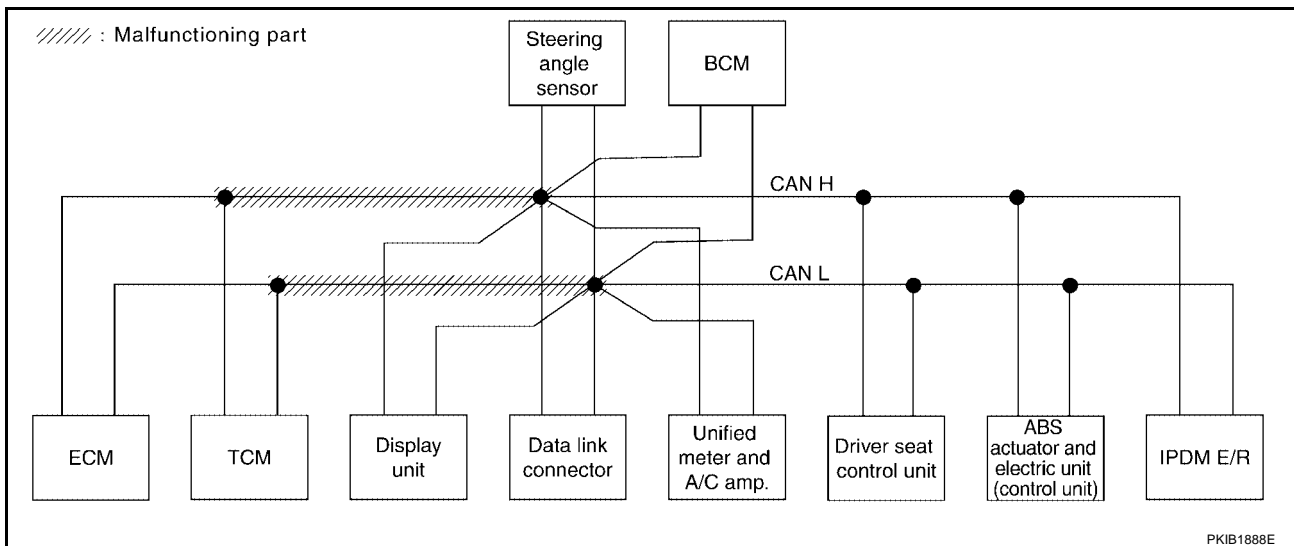 : Malfunctioning part
Steering
angle
sensor
BCM
CAN H
CAN L
ECM
TCM
Display
unit
Data link
connector
Unified
meter and
A/C amp.
Driver seat
control unit
ABS
actuator and
electric unit
(control unit)
IPDM E/R
PKIB1888E